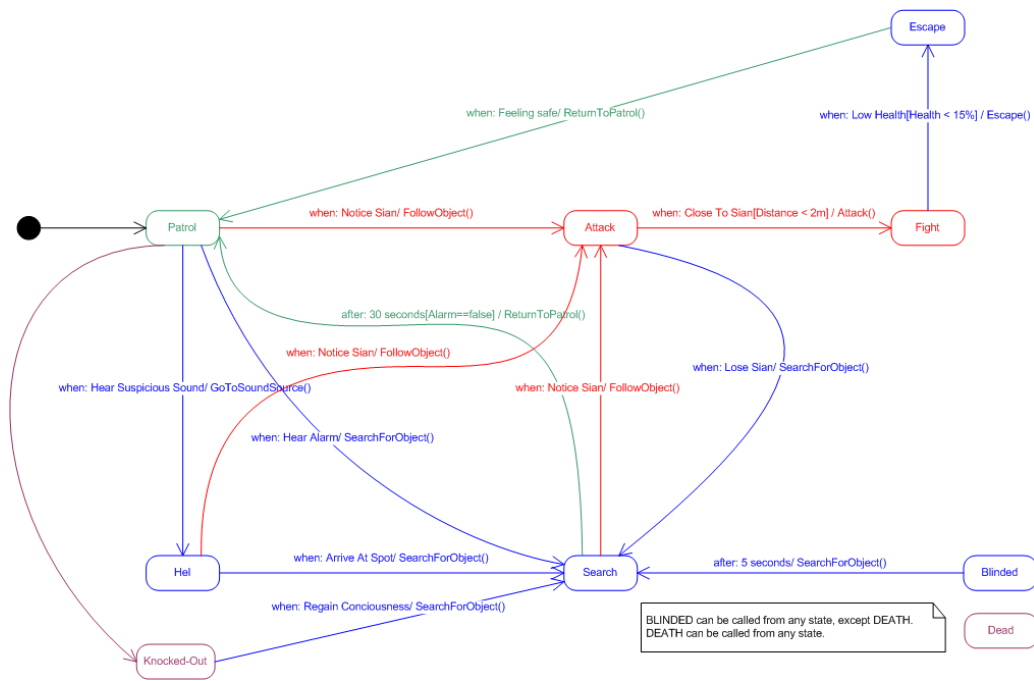 Escape
when: Feeling safe/ ReturnToPatrol()
when: Low Health[Health < 15%] / Escape()
when: Notice Sian/ FollowObject()
when: Close To Sian[Distance < 2m] / Attack()
Patrol
Attack
Fight
after: 30 seconds[Alarm==false] / ReturnToPatrol()
when: Notice Sian/ FollowObject()
when: Lose Sian/ SearchForObject()
when: Hear Suspicious Sound/ GoToSoundSource()
when: Notice Sian/ FollowObject()
when: Hear Alarm/ SearchForObject()
when: Arrive At Spot/ SearchForObject()
after: 5 seconds/ SearchForObject()
Hel
Search
Blinded
when: Regain Conciousness/ SearchForObject()
BLINDED can be called from any state, except DEATH.
DEATH can be called from any state.
Dead
Knocked-Out